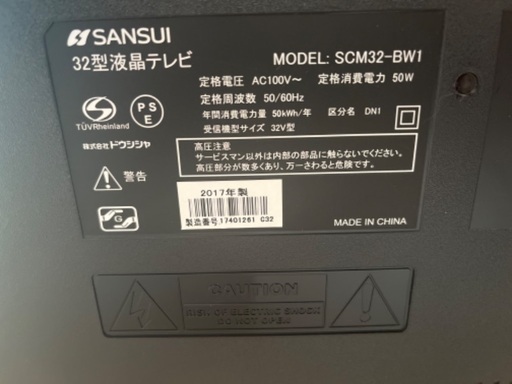 SANSUI
32型液晶テレビ
MODEL: SCM32-BW1
定格電圧 AC100V～ 定格消費電力 50W
定格周波数 50/60Hz
年間消費電力量 50kWh/年 区分名 DN1
受信機型サイズ 32V型
TÜVRheinland
PS
E
株式会社ドウシシャ
高圧注意
サービスマン以外は内部の部品に触らないでください。
高圧部分が数多くあり、万一さわると危険です。
警告
G
2017年製
製造番号:17401261 C32
MADE IN CHINA
CAUTION
RISK OF ELECTRIC SHOCK
DO NOT OPEN